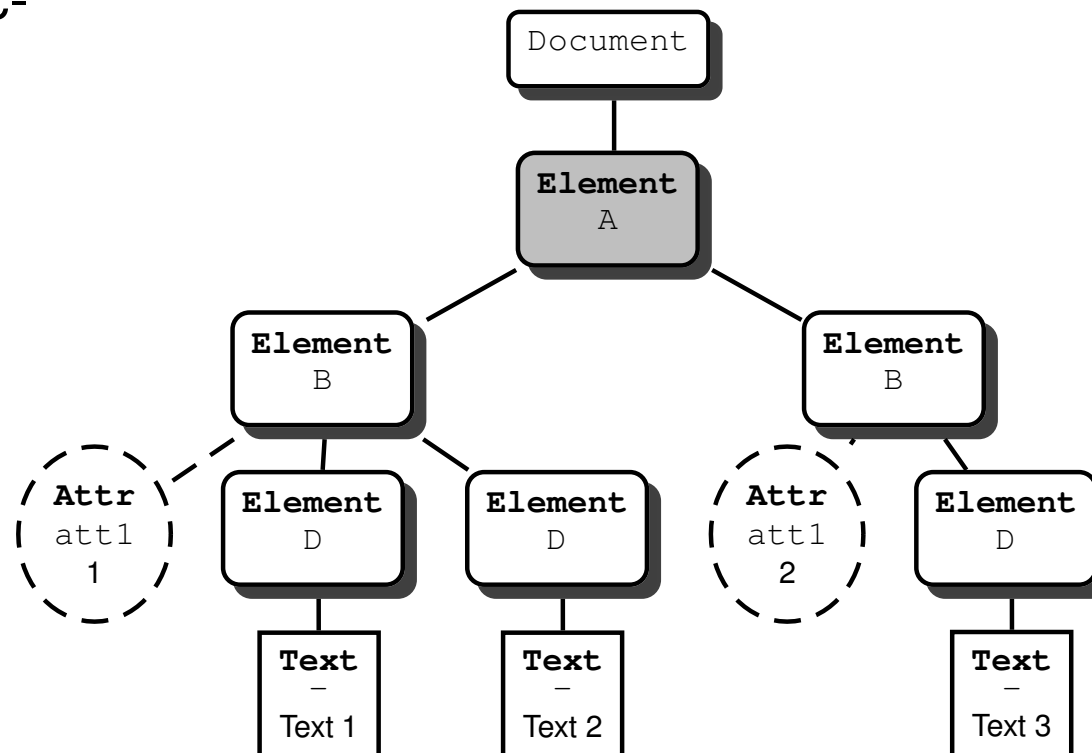 Document
Element
A
Element
B
Element
B
Attr
att1
1
Element
D
Element
D
Attr
att1
2
Element
D
Text
–
Text 1
Text
–
Text 2
Text
–
Text 3